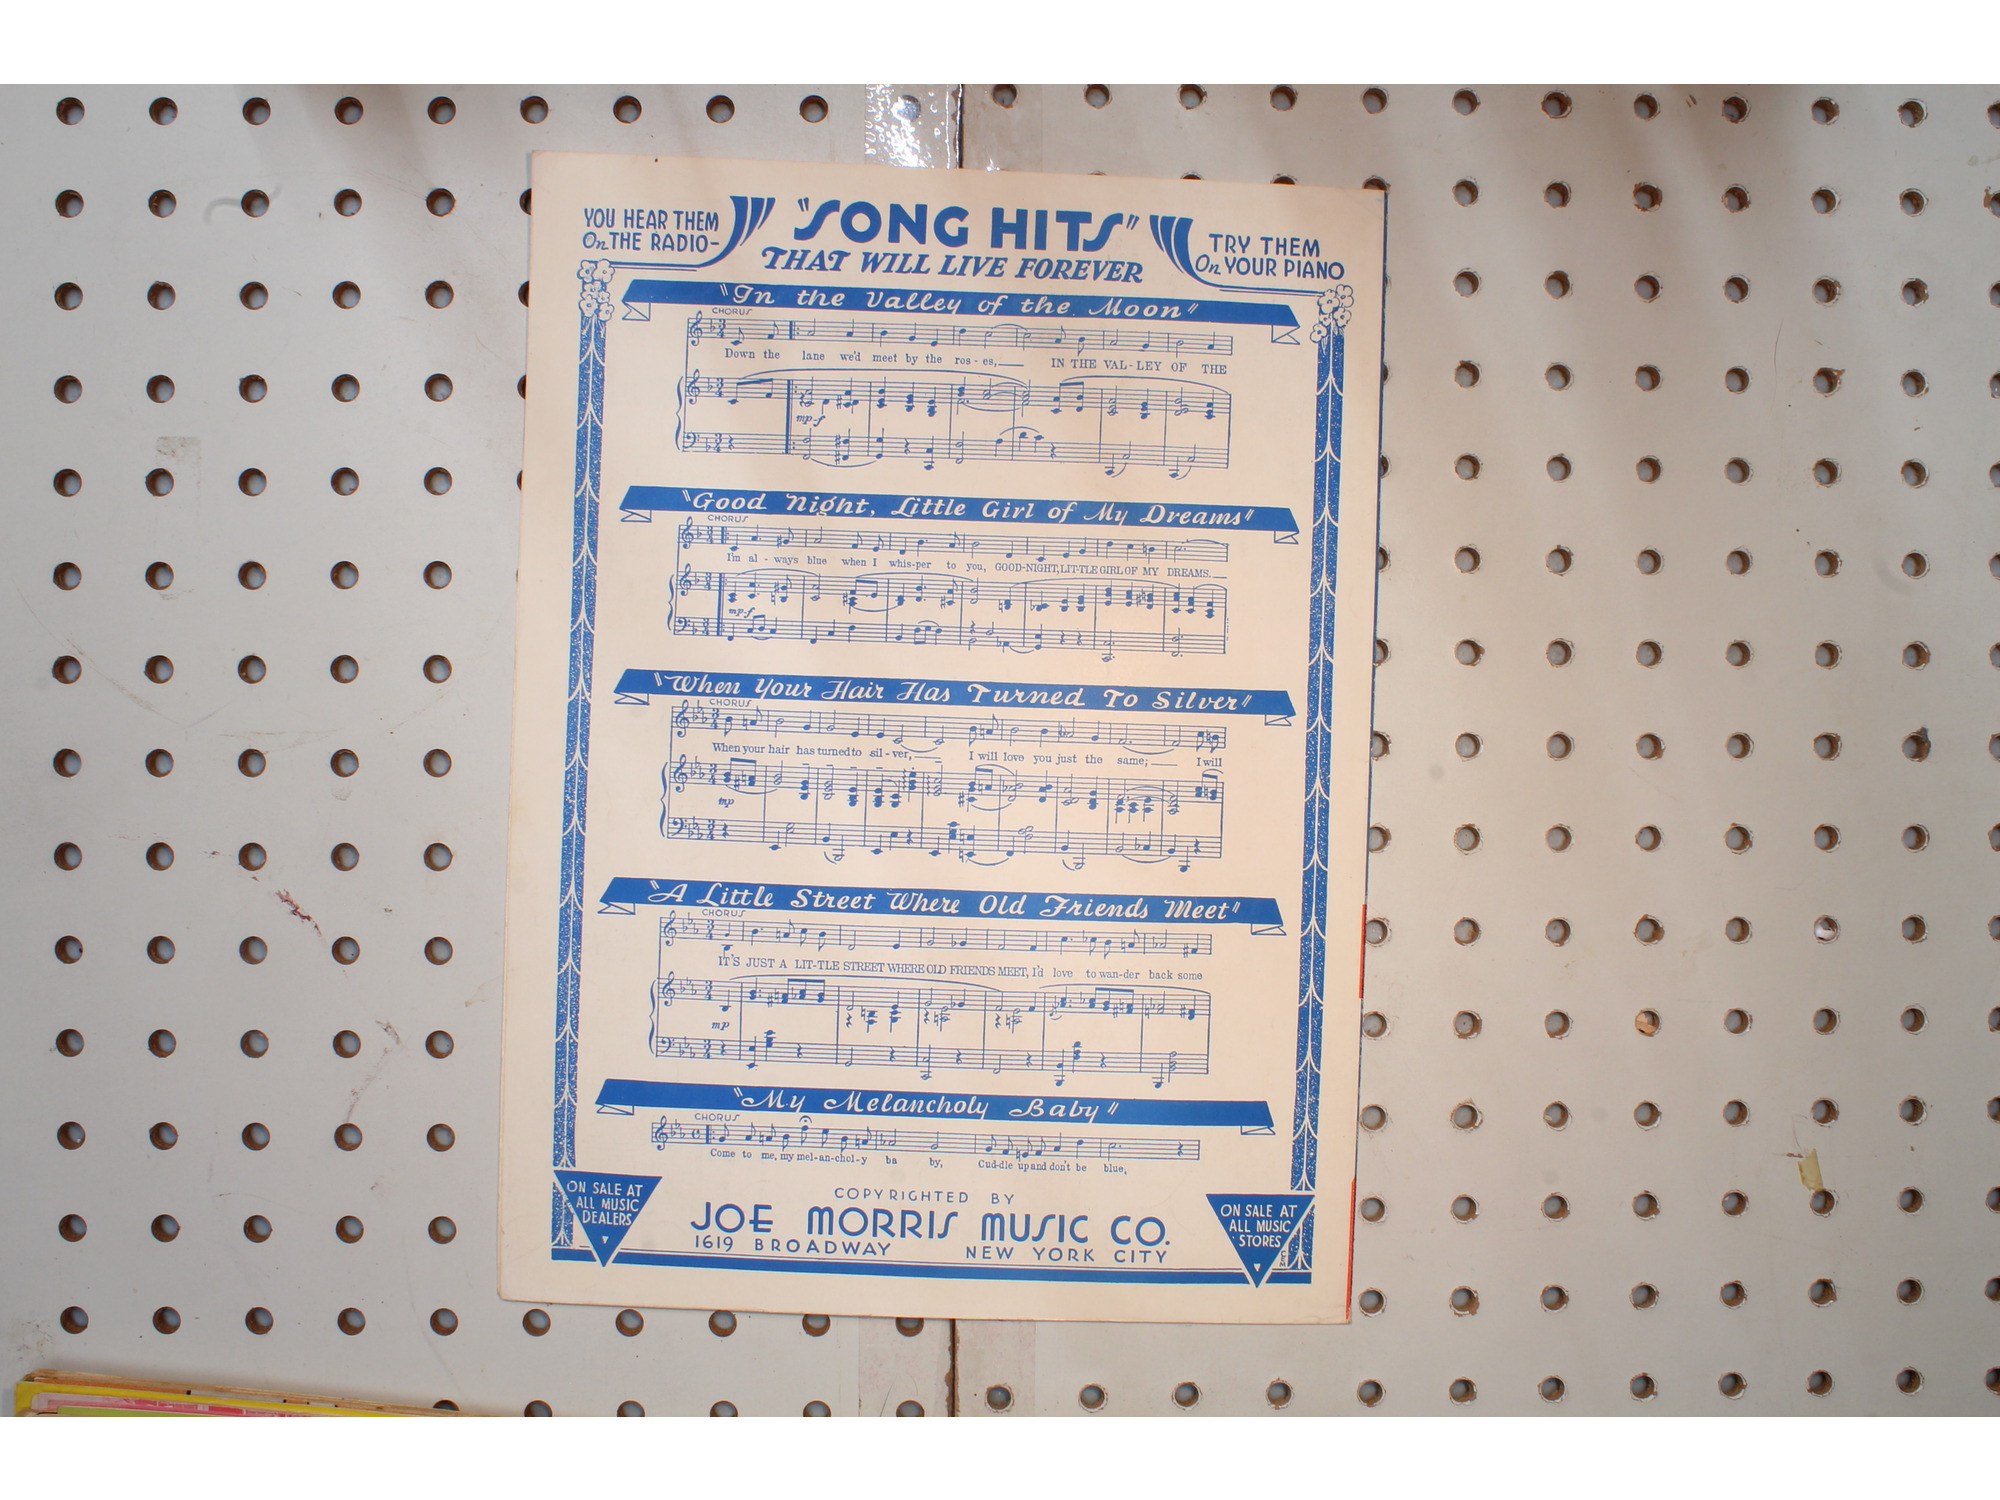 YOU HEAR THEM
On THE RADIO-
"SONG HITS"
THAT WILL LIVE FOREVER
TRY THEM
On YOUR PIANO
"In the Valley of the Moon"
CHORUS
Down the lane we'd meet by the ros - es, IN THE VAL - LEY OF THE
mp-f
"Good Night, Little Girl of My Dreams"
CHORUS
I'm al - ways blue when I whis-per to you, GOOD-NIGHT, LIT-TLE GIRL OF MY DREAMS.
mp-f
"When Your Hair Has Turned To Silver"
CHORUS
When your hair has turned to sil - ver, I will love you just the same; I will
mp
"A Little Street Where Old Friends Meet"
CHORUS
IT'S JUST A LIT-TLE STREET WHERE OLD FRIENDS MEET, I'd love to wan-der back some
mp
"My Melancholy Baby"
CHORUS
Come to me, my mel-an-chol-y ba by, Cud-dle up and don't be blue,
ON SALE AT
ALL MUSIC
DEALERS
COPYRIGHTED BY
JOE MORRIS MUSIC CO.
1619 BROADWAY NEW YORK CITY
ON SALE AT
ALL MUSIC
STORES